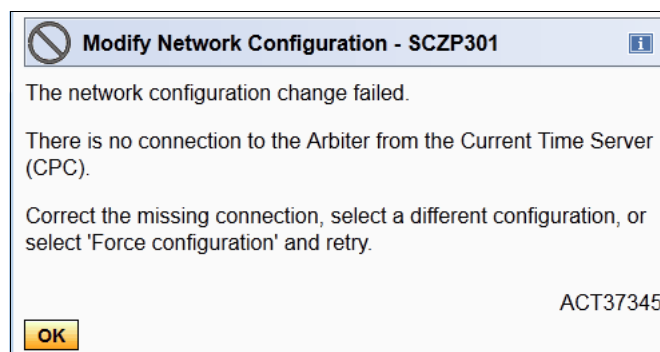 Modify Network Configuration - SCZP301
i
The network configuration change failed.
There is no connection to the Arbiter from the Current Time Server
(CPC).
Correct the missing connection, select a different configuration, or
select 'Force configuration' and retry.
ACT37345
OK